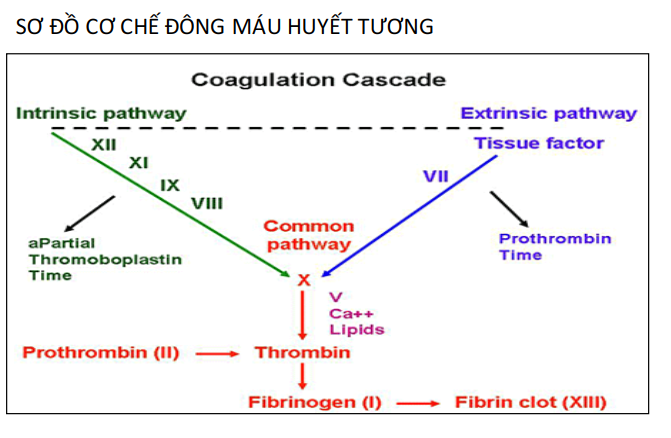 SƠ ĐỒ CƠ CHẾ ĐÔNG MÁU HUYẾT TƯƠNG
Coagulation Cascade
Intrinsic pathway
Extrinsic pathway
XII
Tissue factor
XI
IX
VII
VIII
Common
pathway
aPartial
Thromoboplastin
Time
Prothrombin
Time
X
V
Ca++
Lipids
Prothrombin (II)
Thrombin
Fibrinogen (I)
Fibrin clot (XIII)